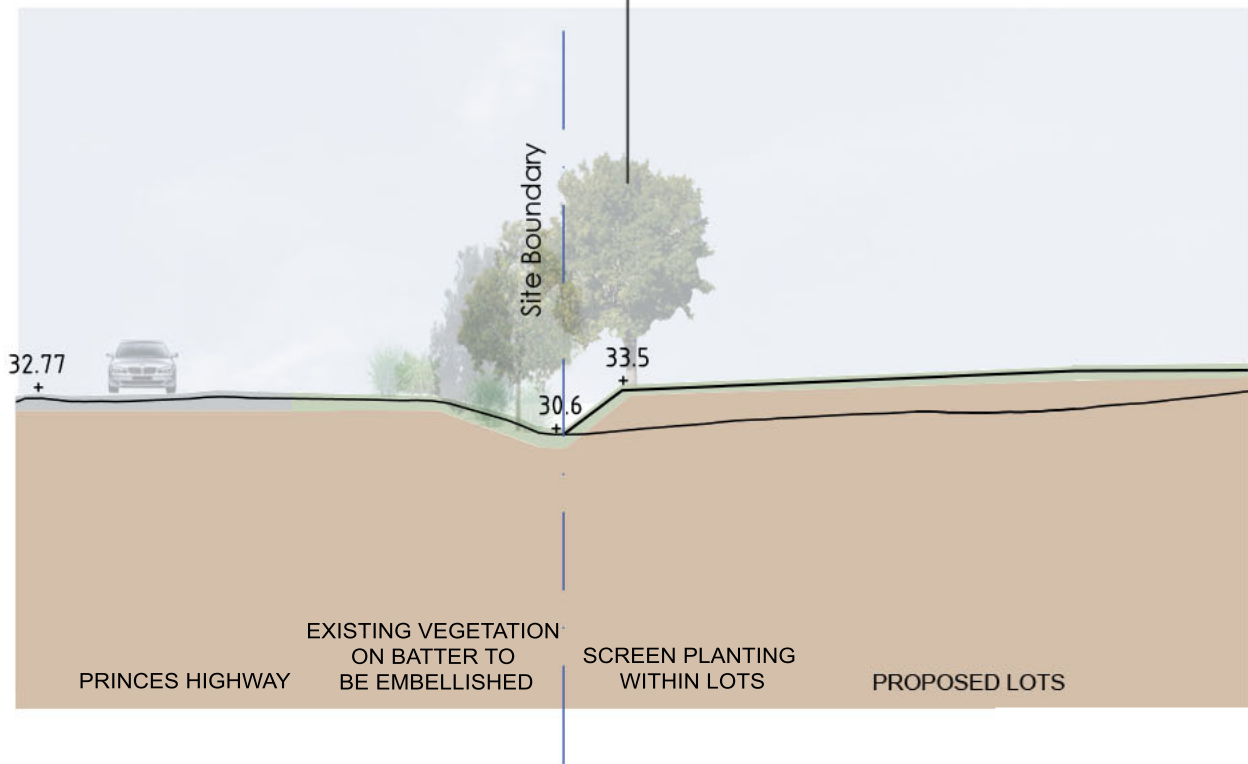 Site Boundary
32.77
33.5
30.6
EXISTING VEGETATION
ON BATTER TO
BE EMBELLISHED
PRINCES HIGHWAY
SCREEN PLANTING
WITHIN LOTS
PROPOSED LOTS